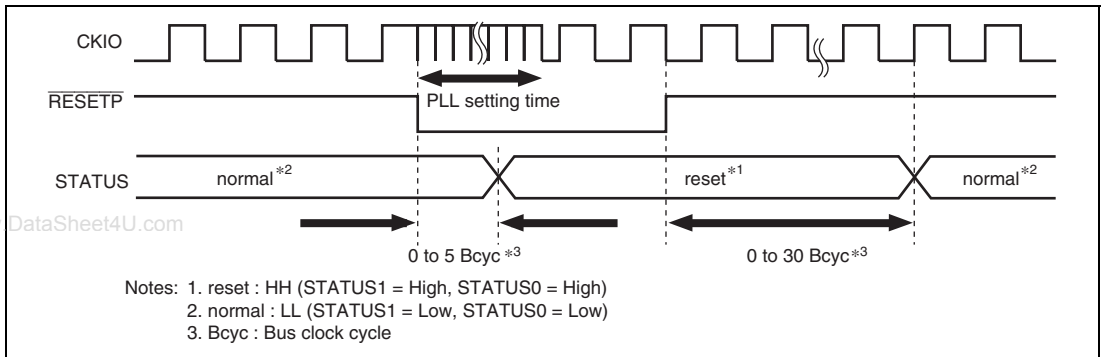 CKIO
RESETP
PLL setting time
STATUS
normal*2
reset*1
normal*2
DataSheet4U.com
0 to 5 Bcyc*3
0 to 30 Bcyc*3
Notes: 1. reset : HH (STATUS1 = High, STATUS0 = High)
2. normal : LL (STATUS1 = Low, STATUS0 = Low)
3. Bcyc : Bus clock cycle